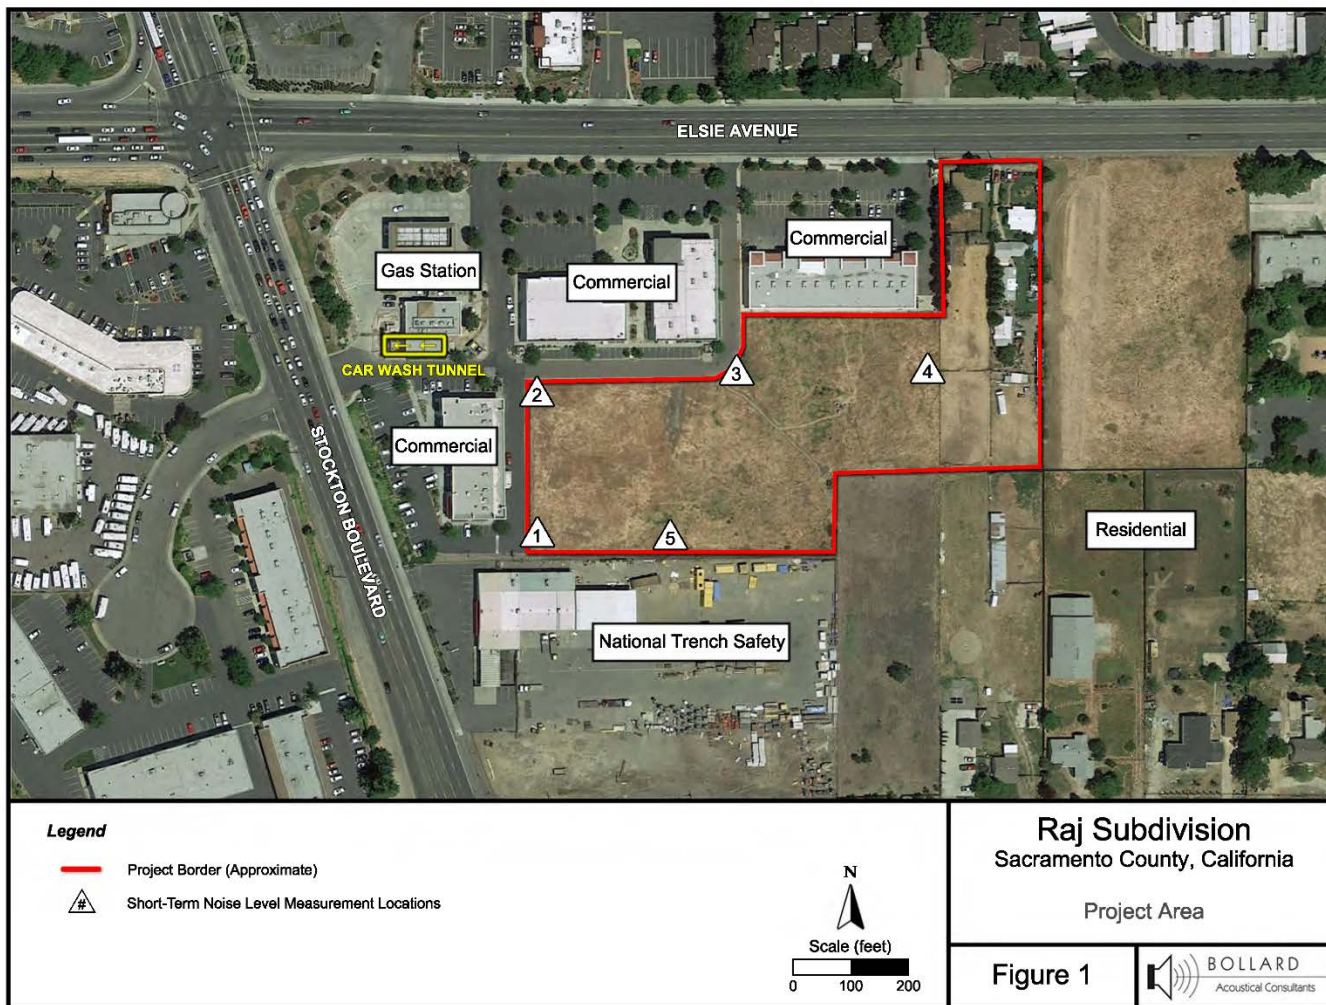 ELSIE AVENUE
Commercial
Gas Station
Commercial
CAR WASH TUNNEL
3
4
2
Commercial
STOCKTON BOULEVARD
1
5
Residential
National Trench Safety
Legend
Project Border (Approximate)
#
Short-Term Noise Level Measurement Locations
N
Scale (feet)
0 100 200
Raj Subdivision
Sacramento County, California
Project Area
Figure 1
BOLLARD
Acoustical Consultants